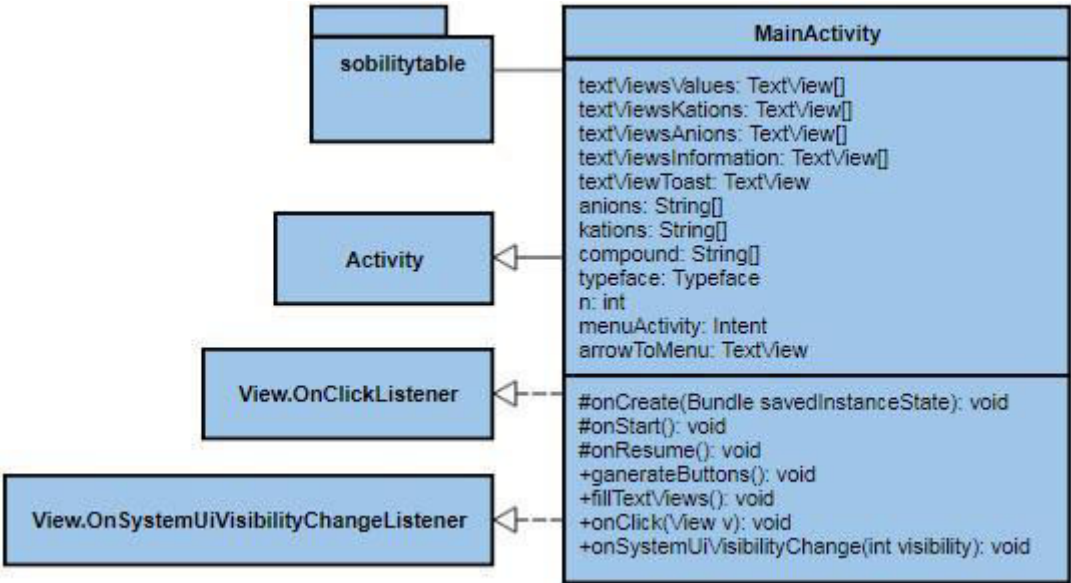 sobilitytable
Activity
View.OnClickListener
View.OnSystemUiVisibilityChangeListener
MainActivity
textViewsValues: TextView[]
textViewsKations: TextView[]
textViewsAnions: TextView[]
textViewsInformation: TextView[]
textViewToast: TextView
anions: String[]
kations: String[]
compound: String[]
typeface: Typeface
n: int
menuActivity: Intent
arrowToMenu: TextView
#onCreate(Bundle savedInstanceState): void
#onStart(): void
#onResume(): void
+ganerateButtons(): void
+fillTextViews(): void
+onClick(View v): void
+onSystemUiVisibilityChange(int visibility): void